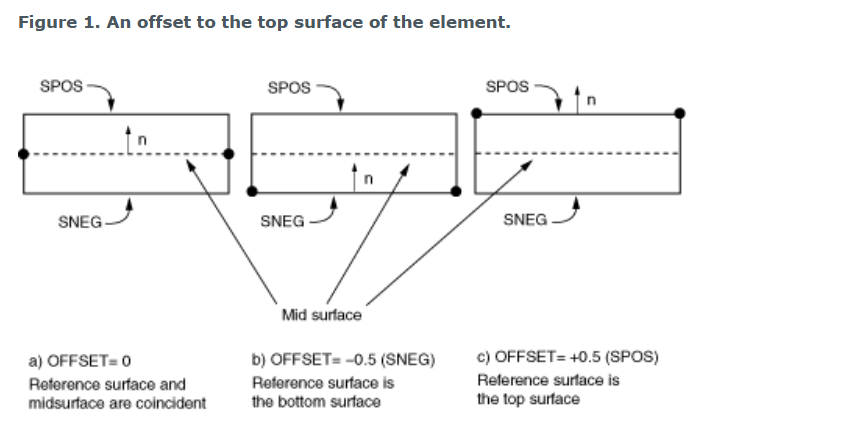 Figure 1. An offset to the top surface of the element.
SPOS
SPOS
SPOS
n
n
n
SNEG
SNEG
SNEG
Mid surface
a) OFFSET= 0
Reference surface and
midsurface are coincident
b) OFFSET= -0.5 (SNEG)
Reference surface is
the bottom surface
c) OFFSET= +0.5 (SPOS)
Reference surface is
the top surface